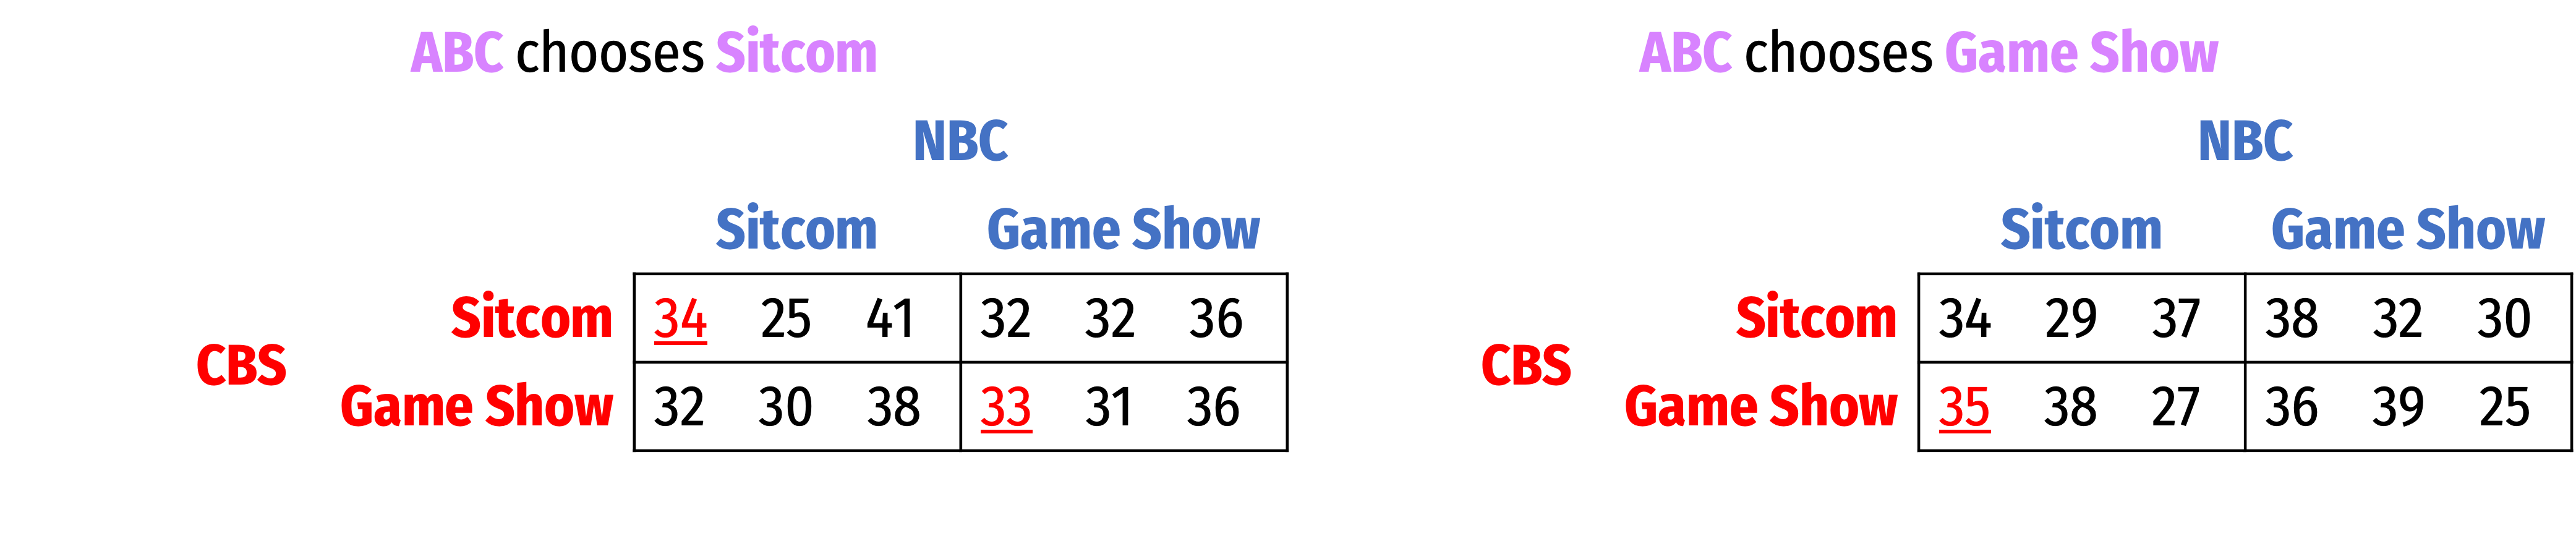 ABC chooses Sitcom
NBC
Sitcom Game Show
CBS
Sitcom 34 25 41 32 32 36
Game Show 32 30 38 33 31 36
ABC chooses Game Show
NBC
Sitcom Game Show
CBS
Sitcom 34 29 37 38 32 30
Game Show 35 38 27 36 39 25